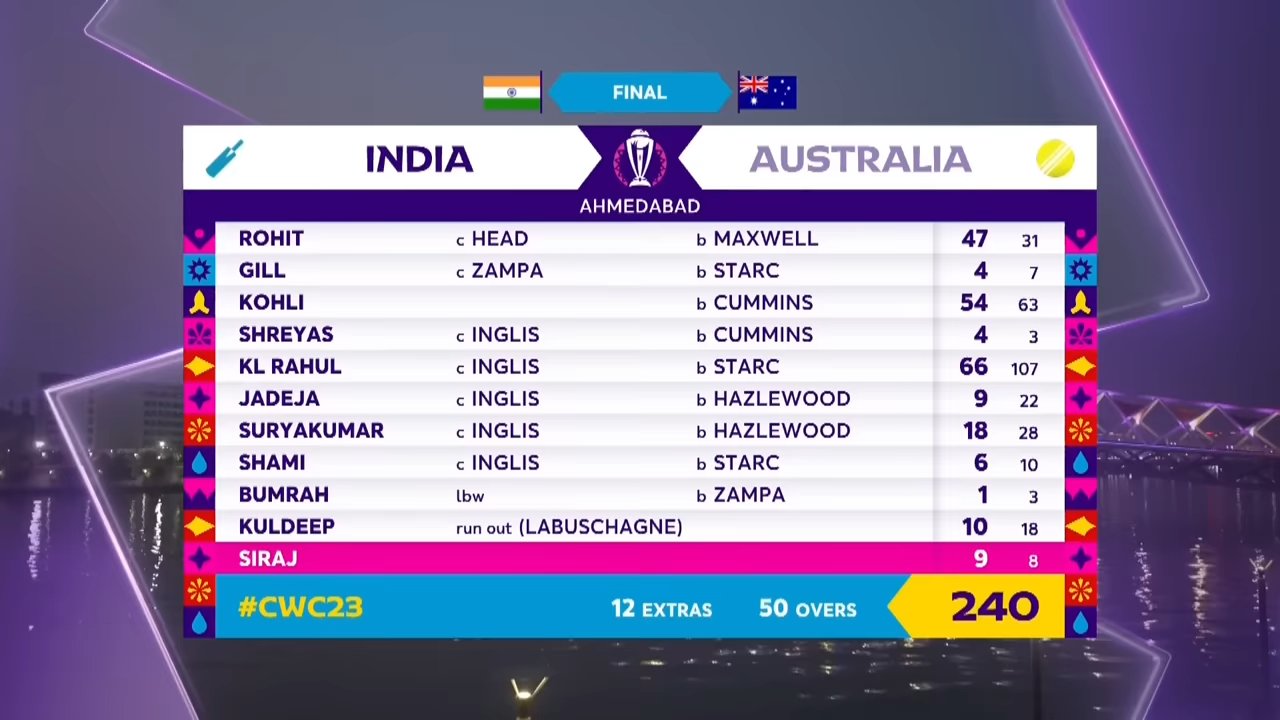 FINAL
INDIA AUSTRALIA
AHMEDABAD
ROHIT c HEAD b MAXWELL 47 31
GILL c ZAMPA b STARC 4 7
KOHLI b CUMMINS 54 63
SHREYAS c INGLIS b CUMMINS 4 3
KL RAHUL c INGLIS b STARC 66 107
JADEJA c INGLIS b HAZLEWOOD 9 22
SURYAKUMAR c INGLIS b HAZLEWOOD 18 28
SHAMI c INGLIS b STARC 6 10
BUMRAH lbw b ZAMPA 1 3
KULDEEP run out (LABUSCHAGNE) 10 18
SIRAJ 9 8
#CWC23 12 EXTRAS 50 OVERS 240